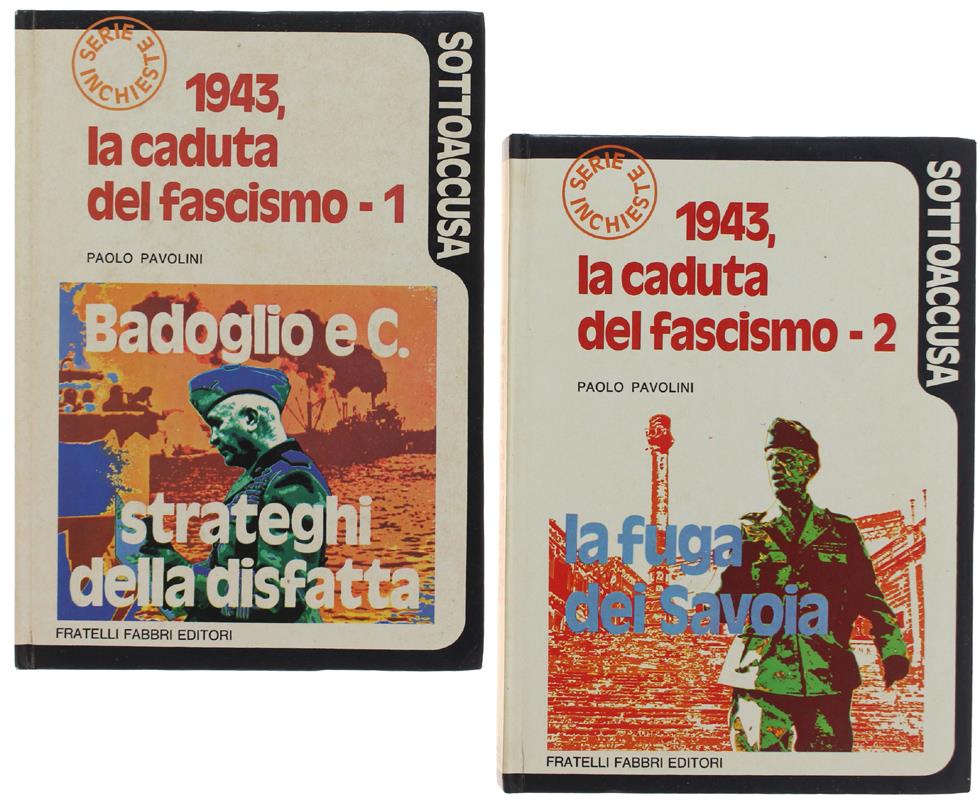 SERIE
INCHIESTE
1943,
la caduta
del fascismo - 1
PAOLO PAVOLINI
Badoglio e C.
strateghi
della disfatta
FRATELLI FABBRI EDITORI
SOTTOACCUSA
SERIE
INCHIESTE
1943,
la caduta
del fascismo - 2
PAOLO PAVOLINI
la fuga
dei Savoia
FRATELLI FABBRI EDITORI
SOTTOACCUSA